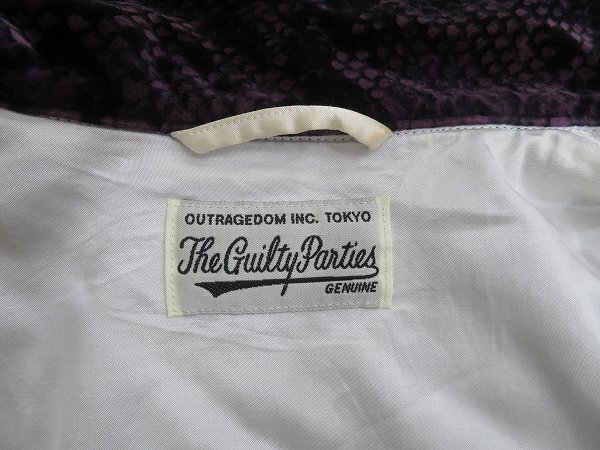 OUTRAGEDOM INC. TOKYO
The Guilty Parties
GENUINE